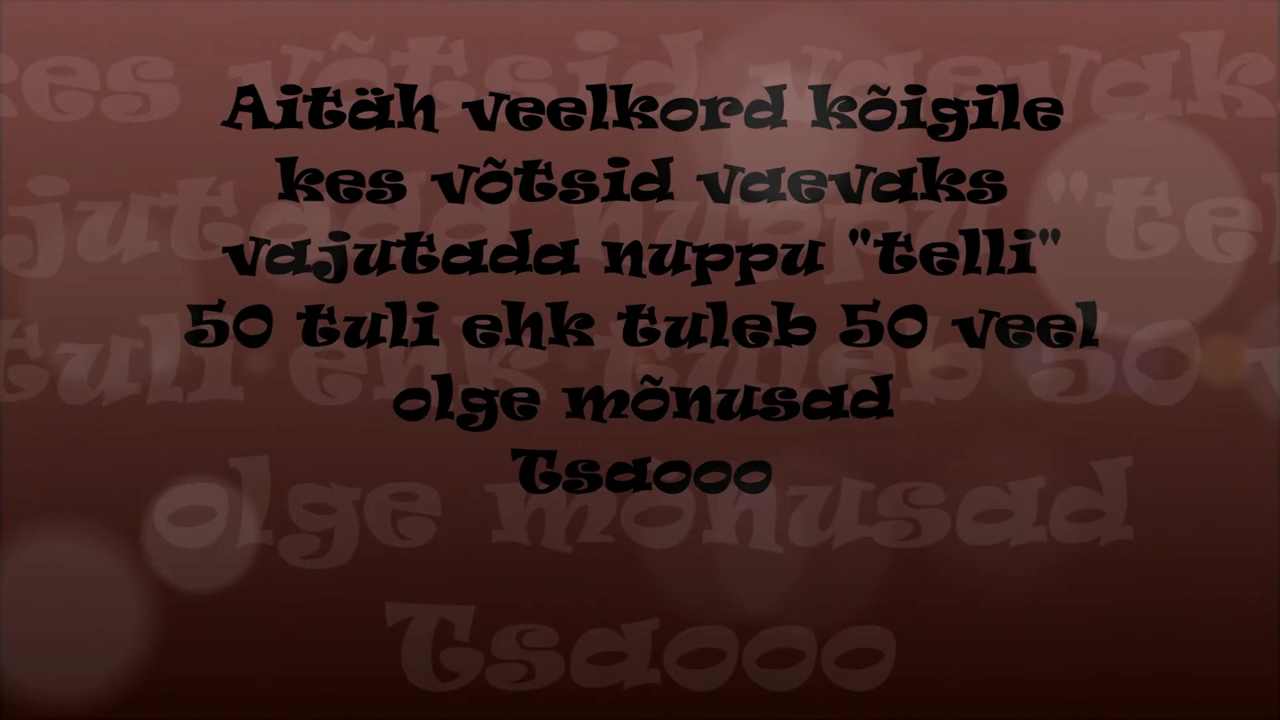 Aitäh veelkord kõigile
kes võtsid vaevaks
vajutada nuppu "telli"
50 tuli ehk tuleb 50 veel
olge mõnusad
Tsaooo